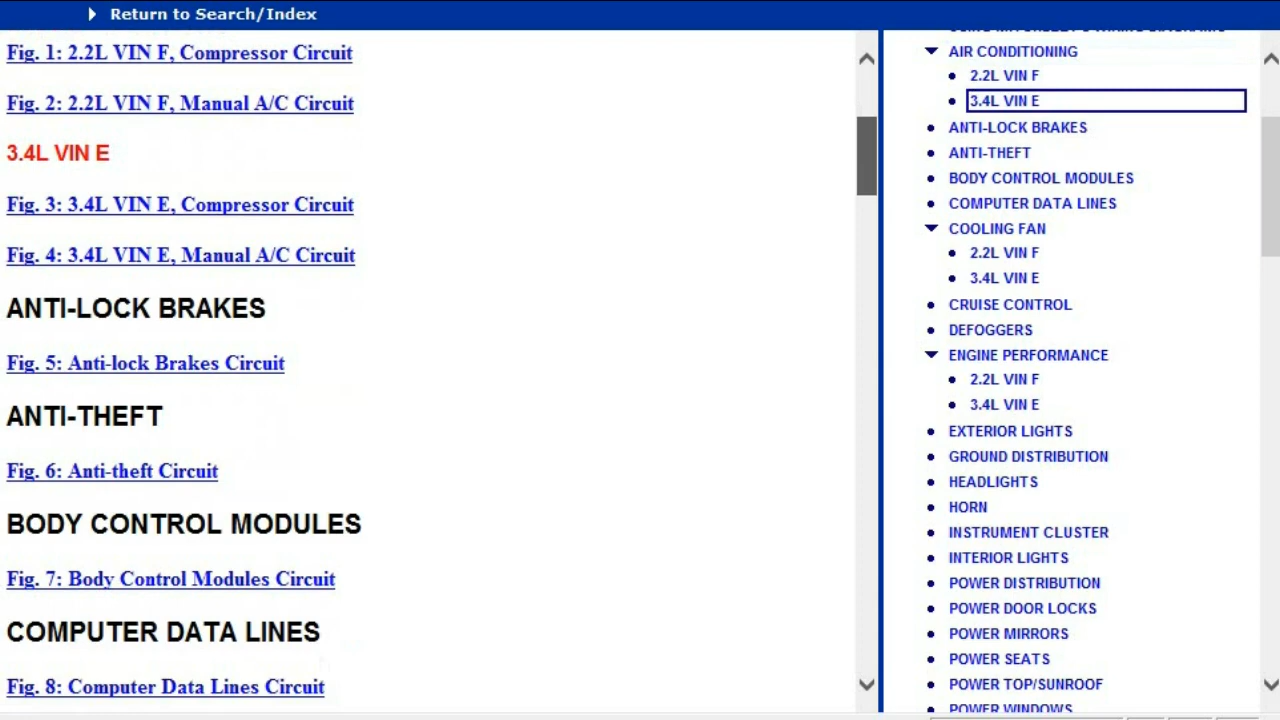 Return to Search/Index
Fig. 1: 2.2L VIN F, Compressor Circuit
Fig. 2: 2.2L VIN F, Manual A/C Circuit
3.4L VIN E
Fig. 3: 3.4L VIN E, Compressor Circuit
Fig. 4: 3.4L VIN E, Manual A/C Circuit
ANTI-LOCK BRAKES
Fig. 5: Anti-lock Brakes Circuit
ANTI-THEFT
Fig. 6: Anti-theft Circuit
BODY CONTROL MODULES
Fig. 7: Body Control Modules Circuit
COMPUTER DATA LINES
Fig. 8: Computer Data Lines Circuit
AIR CONDITIONING
2.2L VIN F
3.4L VIN E
ANTI-LOCK BRAKES
ANTI-THEFT
BODY CONTROL MODULES
COMPUTER DATA LINES
COOLING FAN
2.2L VIN F
3.4L VIN E
CRUISE CONTROL
DEFOGGERS
ENGINE PERFORMANCE
2.2L VIN F
3.4L VIN E
EXTERIOR LIGHTS
GROUND DISTRIBUTION
HEADLIGHTS
HORN
INSTRUMENT CLUSTER
INTERIOR LIGHTS
POWER DISTRIBUTION
POWER DOOR LOCKS
POWER MIRRORS
POWER SEATS
POWER TOP/SUNROOF
POWER WINDOWS